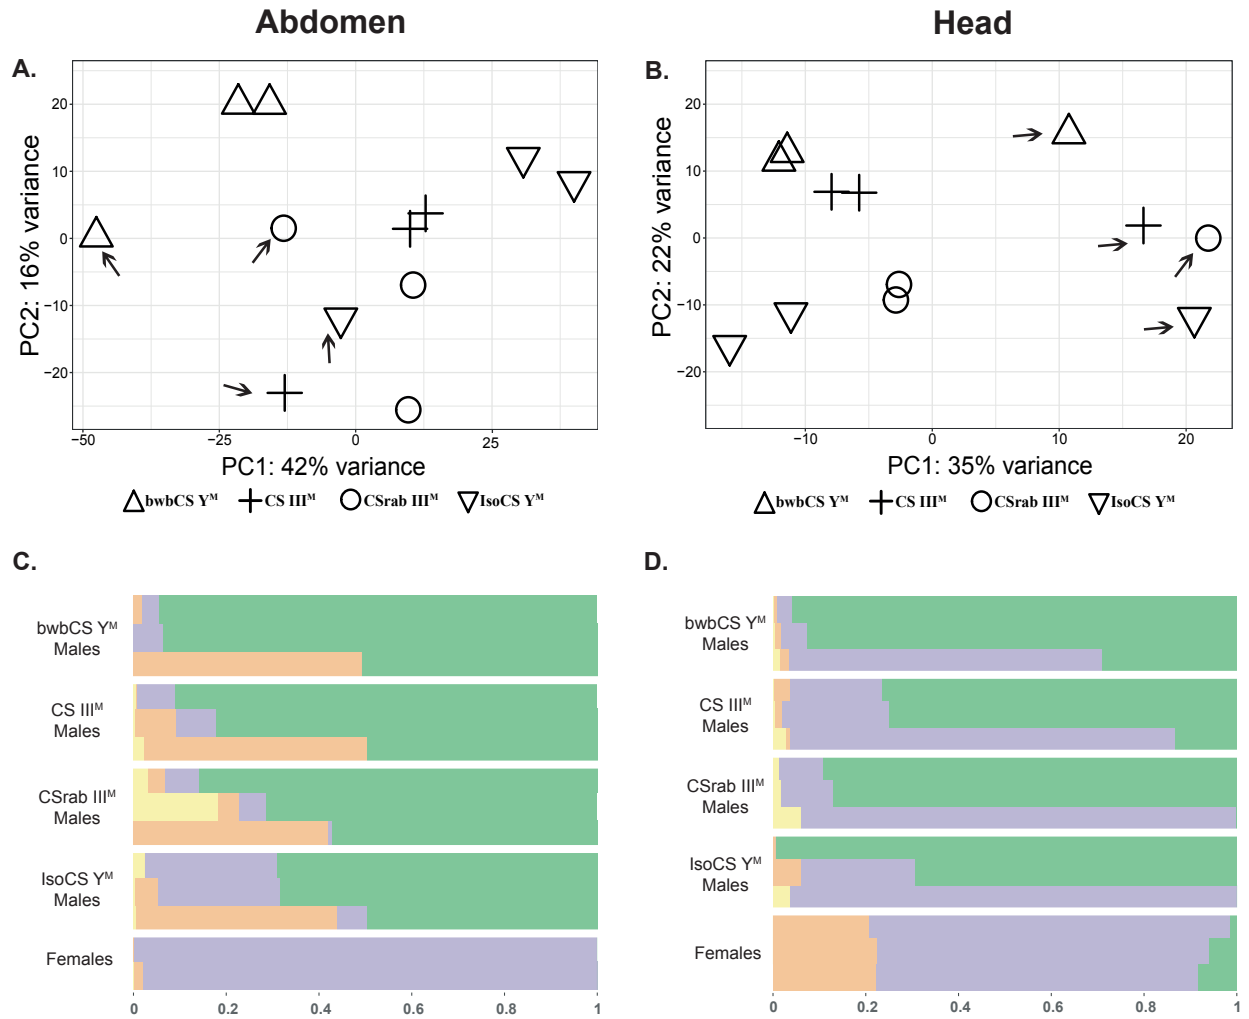 Abdomen
Head
A.
20
10
0
−10
−20
PC2: 16% variance
−50
−25
0
25
PC1: 42% variance
bwbCS Yᴹ
CS IIIᴹ
CSrab IIIᴹ
IsoCS Yᴹ
B.
20
10
0
−10
−20
PC2: 22% variance
−10
0
10
20
PC1: 35% variance
bwbCS Yᴹ
CS IIIᴹ
CSrab IIIᴹ
IsoCS Yᴹ
C.
bwbCS Yᴹ
Males
CS IIIᴹ
Males
CSrab IIIᴹ
Males
IsoCS Yᴹ
Males
Females
0
0.2
0.4
0.6
0.8
1
D.
bwbCS Yᴹ
Males
CS IIIᴹ
Males
CSrab IIIᴹ
Males
IsoCS Yᴹ
Males
Females
0
0.2
0.4
0.6
0.8
1